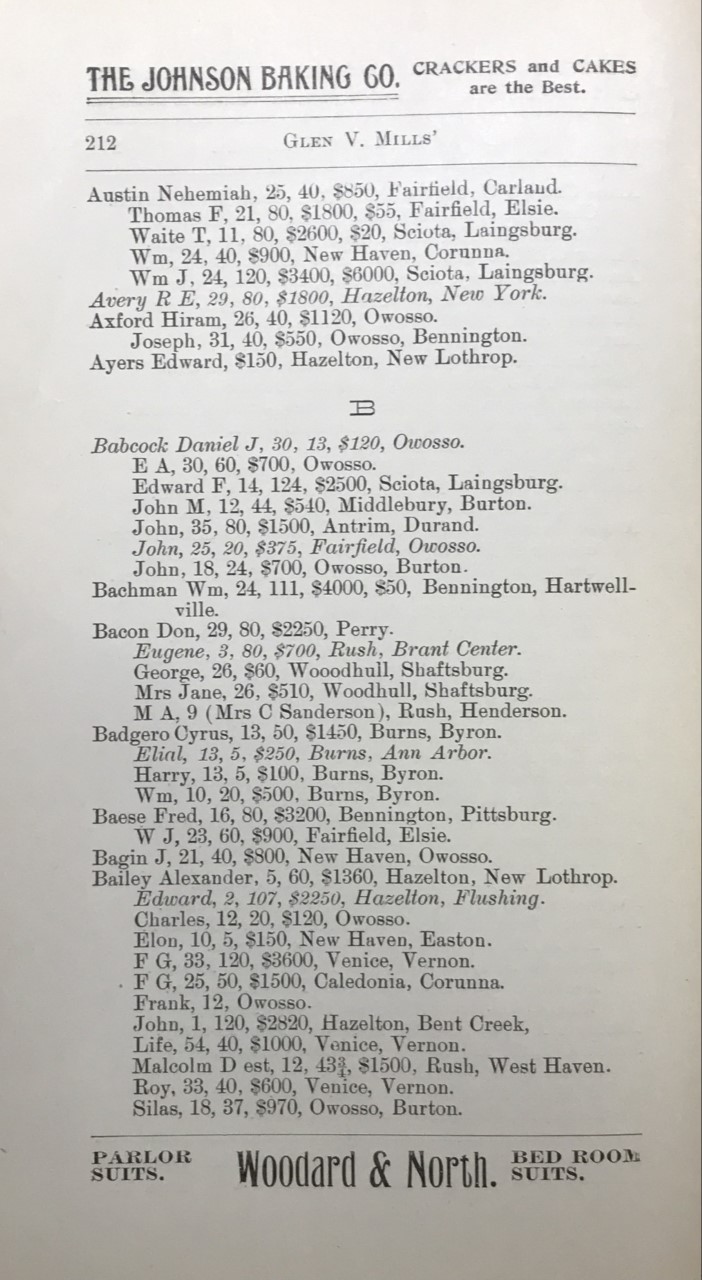 THE JOHNSON BAKING CO. CRACKERS and CAKES are the Best.
212 GLEN V. MILLS'
Austin Nehemiah, 25, 40, $850, Fairfield, Carland.
Thomas F, 21, 80, $1800, $55, Fairfield, Elsie.
Waite T, 11, 80, $2600, $20, Sciota, Laingsburg.
Wm, 24, 40, $900, New Haven, Corunna.
Wm J, 24, 120, $3400, $6000, Sciota, Laingsburg.
Avery R E, 29, 80, $1800, Hazelton, New York.
Axford Hiram, 26, 40, $1120, Owosso.
Joseph, 31, 40, $550, Owosso, Bennington.
Ayers Edward, $150, Hazelton, New Lothrop.
B
Babcock Daniel J, 30, 13, $120, Owosso.
E A, 30, 60, $700, Owosso.
Edward F, 14, 124, $2500, Sciota, Laingsburg.
John M, 12, 44, $540, Middlebury, Burton.
John, 35, 80, $1500, Antrim, Durand.
John, 25, 20, $375, Fairfield, Owosso.
John, 18, 24, $700, Owosso, Burton.
Bachman Wm, 24, 111, $4000, $50, Bennington, Hartwell-
ville.
Bacon Don, 29, 80, $2250, Perry.
Eugene, 3, 80, $700, Rush, Brant Center.
George, 26, $60, Wooodhull, Shaftsburg.
Mrs Jane, 26, $510, Woodhull, Shaftsburg.
M A, 9 (Mrs C Sanderson), Rush, Henderson.
Badgero Cyrus, 13, 50, $1450, Burns, Byron.
Elial, 13, 5, $250, Burns, Ann Arbor.
Harry, 13, 5, $100, Burns, Byron.
Wm, 10, 20, $500, Burns, Byron.
Baese Fred, 16, 80, $3200, Bennington, Pittsburg.
W J, 23, 60, $900, Fairfield, Elsie.
Bagin J, 21, 40, $800, New Haven, Owosso.
Bailey Alexander, 5, 60, $1360, Hazelton, New Lothrop.
Edward, 2, 107, $2250, Hazelton, Flushing.
Charles, 12, 20, $120, Owosso.
Elon, 10, 5, $150, New Haven, Easton.
F G, 33, 120, $3600, Venice, Vernon.
F G, 25, 50, $1500, Caledonia, Corunna.
Frank, 12, Owosso.
John, 1, 120, $2820, Hazelton, Bent Creek,
Life, 54, 40, $1000, Venice, Vernon.
Malcolm D est, 12, 43¾, $1500, Rush, West Haven.
Roy, 33, 40, $600, Venice, Vernon.
Silas, 18, 37, $970, Owosso, Burton.
PARLOR SUITS. Woodard & North. BED ROOM SUITS.